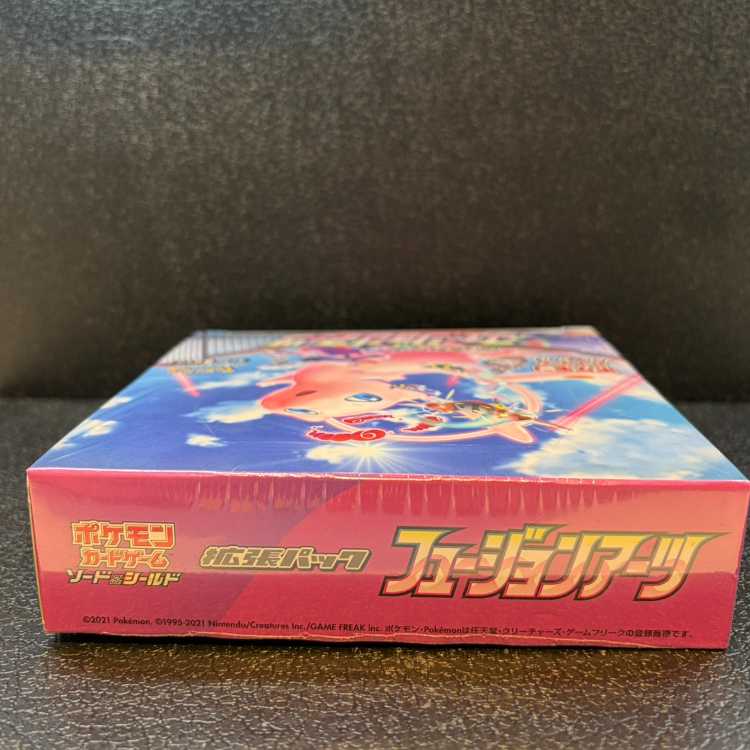 ポケモン
カードゲーム
ソード&シールド
拡張パック
フュージョンアーツ
©2021 Pokémon. ©1995-2021 Nintendo/Creatures Inc./GAME FREAK inc. ポケモン・Pokémonは任天堂・クリーチャーズ・ゲームフリークの登録商標です。